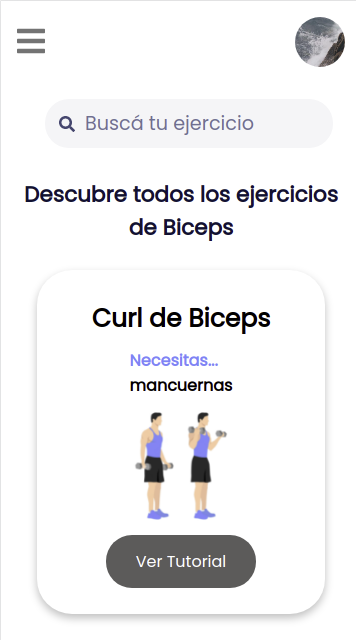 Buscá tu ejercicio
Descubre todos los ejercicios
de Biceps
Curl de Biceps
Necesitas...
mancuernas
Ver Tutorial